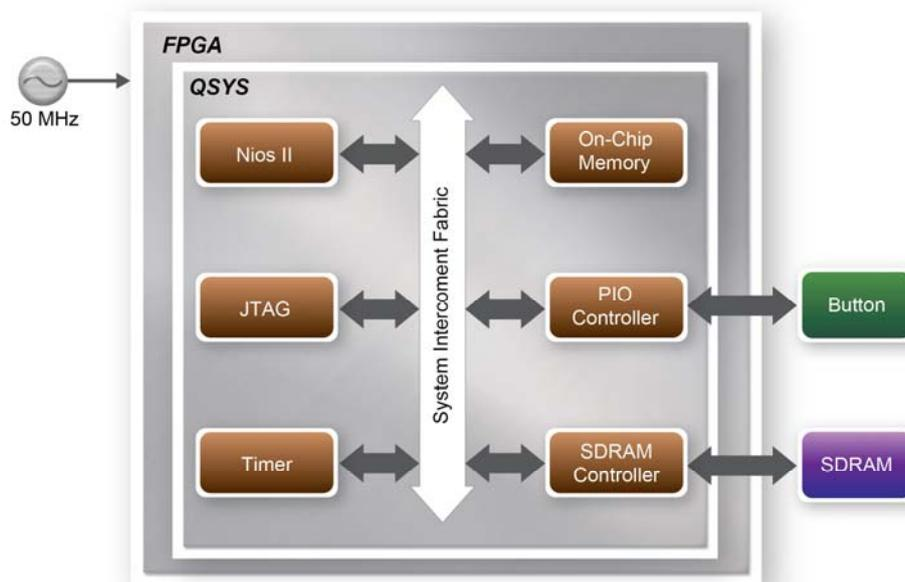 FPGA
QSYS
50 MHz
Nios II
On-Chip
Memory
System Intercoment Fabric
JTAG
PIO
Controller
Button
Timer
SDRAM
Controller
SDRAM